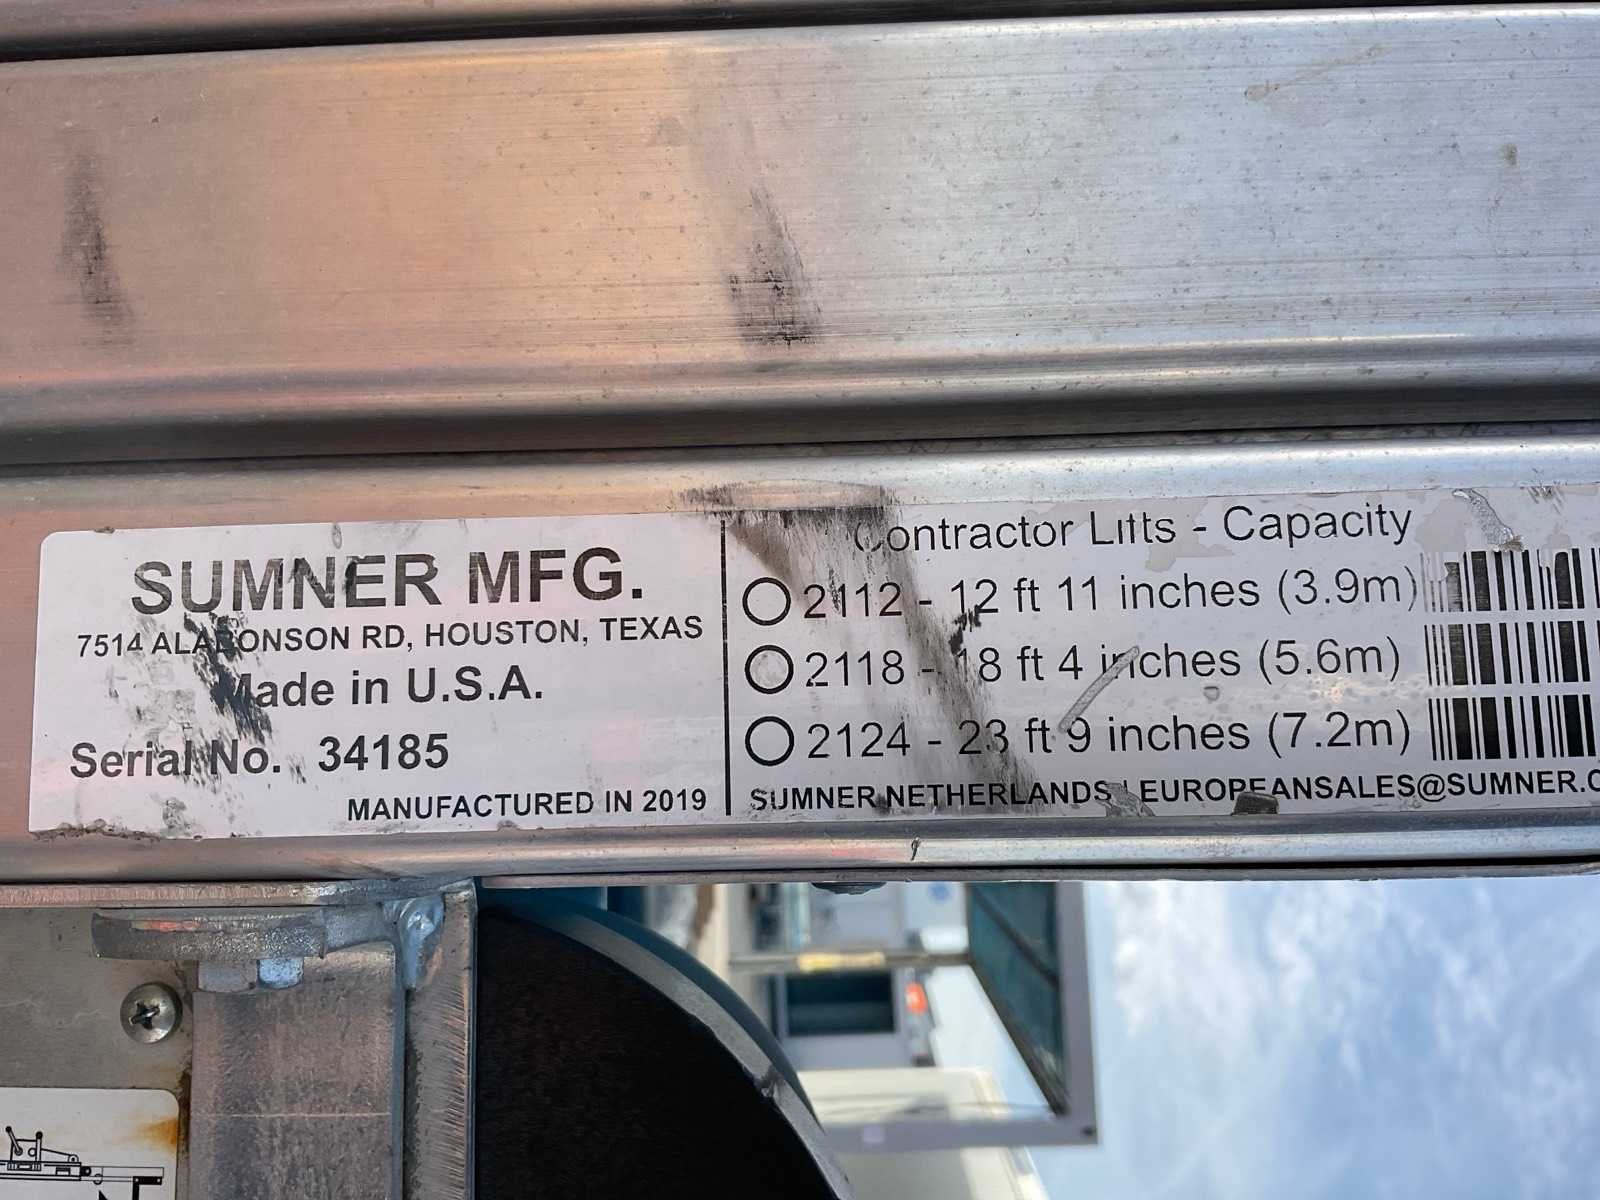 SUMNER MFG.
7514 ALABONSON RD, HOUSTON, TEXAS
Made in U.S.A.
Serial No. 34185
MANUFACTURED IN 2019
Contractor Lifts - Capacity
2112 - 12 ft 11 inches (3.9m)
2118 - 18 ft 4 inches (5.6m)
2124 - 23 ft 9 inches (7.2m)
SUMNER NETHERLANDS | EUROPEANSALES@SUMNER.C